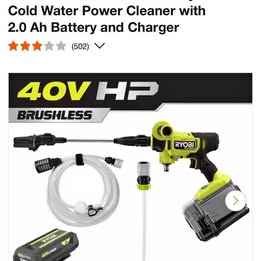 Cold Water Power Cleaner with
2.0 Ah Battery and Charger
(502)
40V HP
BRUSHLESS
RYOBI